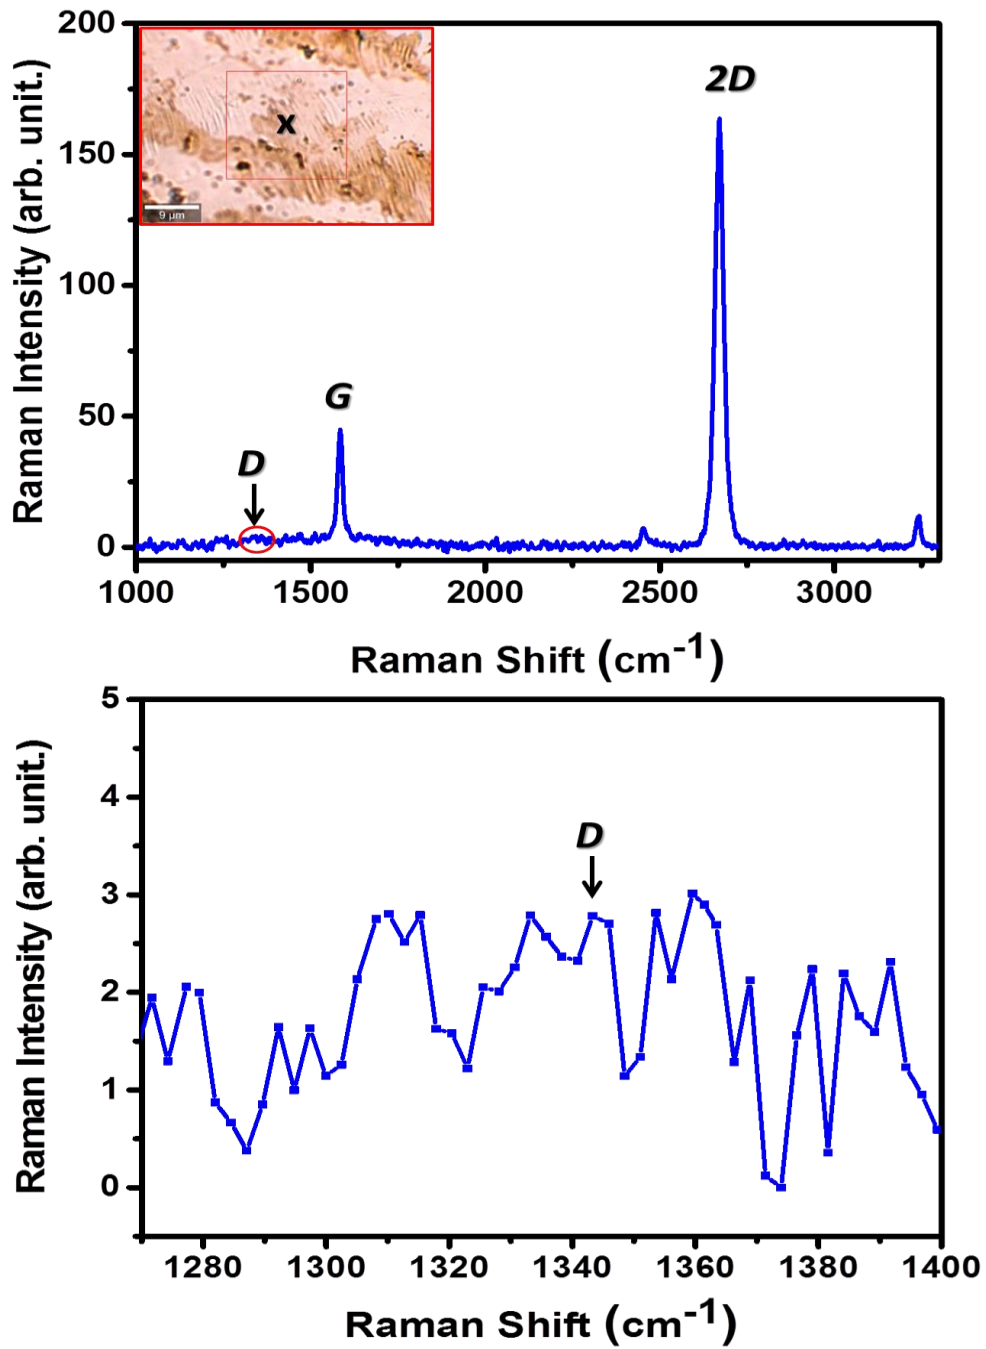 200
150
100
50
0
Raman Intensity (arb. unit.)
x
9 µm
2D
G
D
1000 1500 2000 2500 3000
Raman Shift (cm-1)
5
4
3
2
1
0
Raman Intensity (arb. unit.)
D
1280 1300 1320 1340 1360 1380 1400
Raman Shift (cm-1)